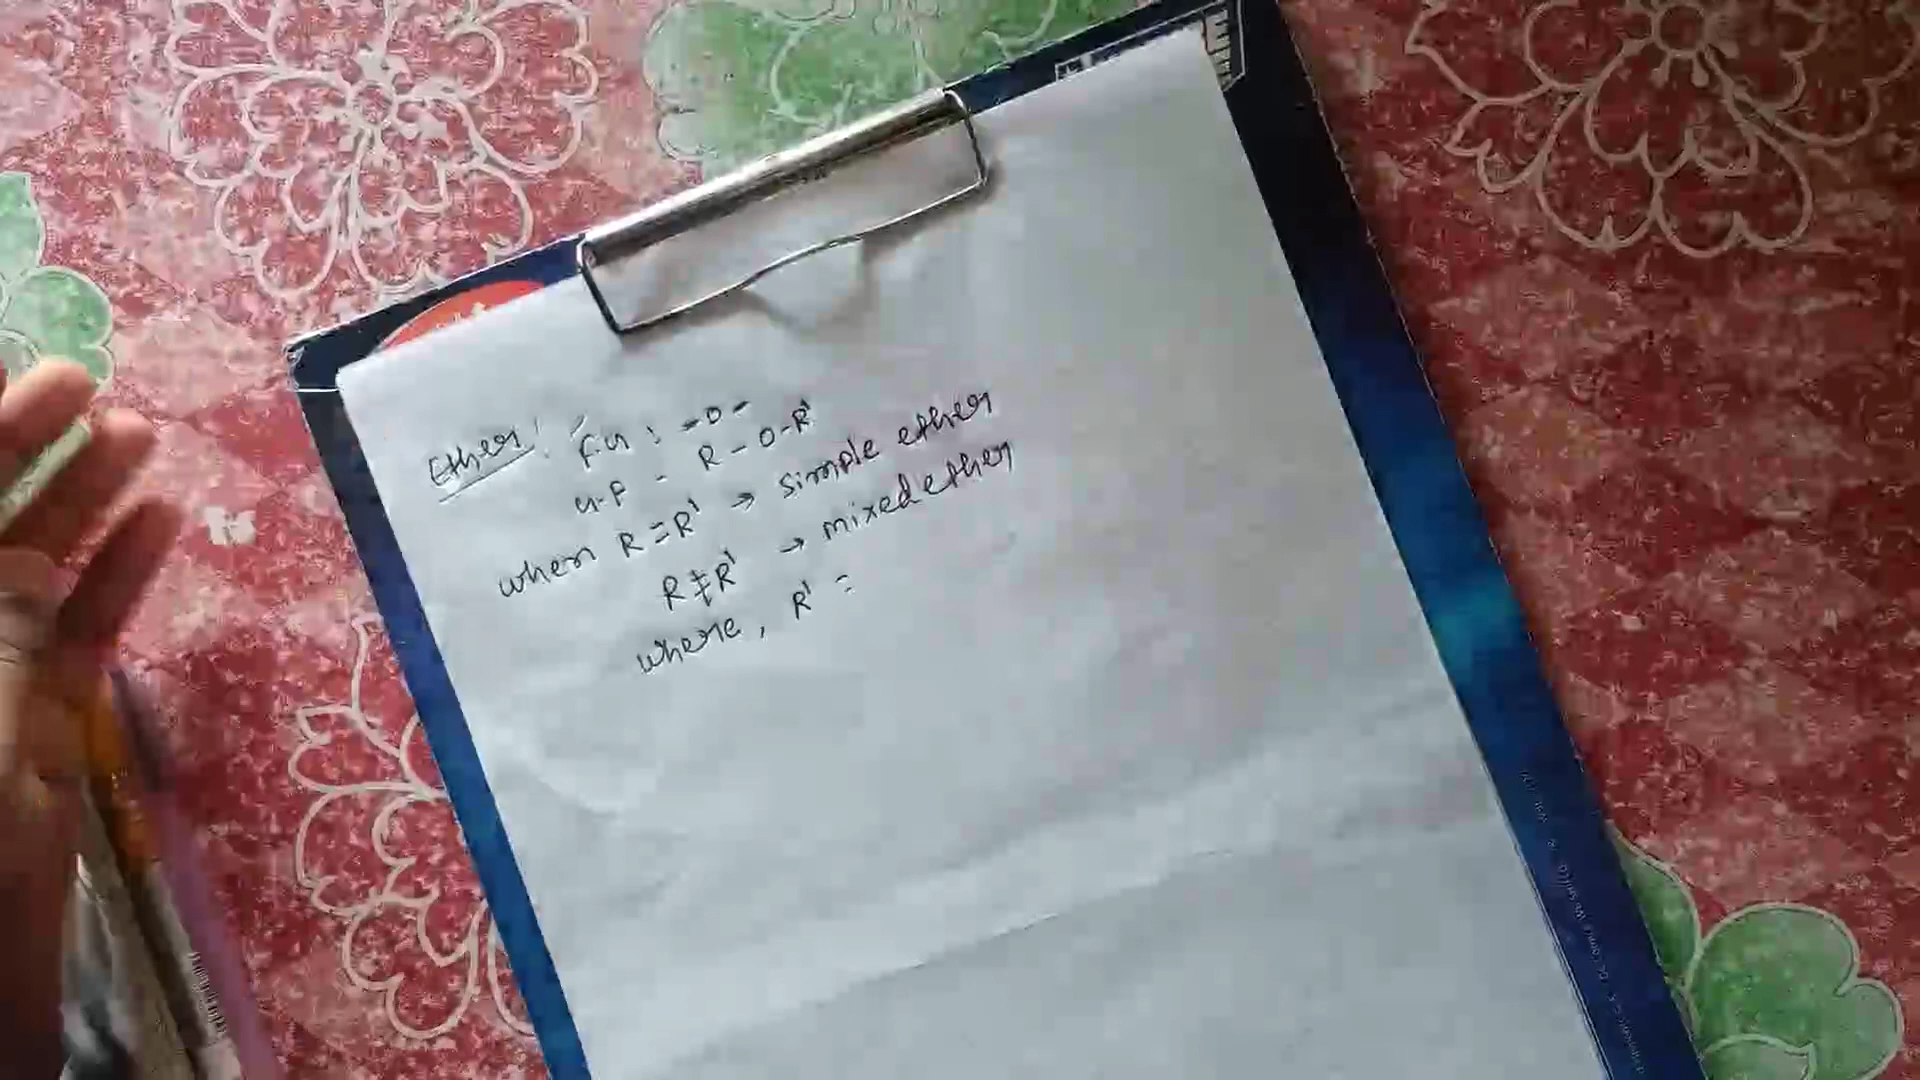 Ether: F.G : -O-
G.F - R-O-R'
when R=R' → simple ether
R≠R' → mixed ether
where, R' =